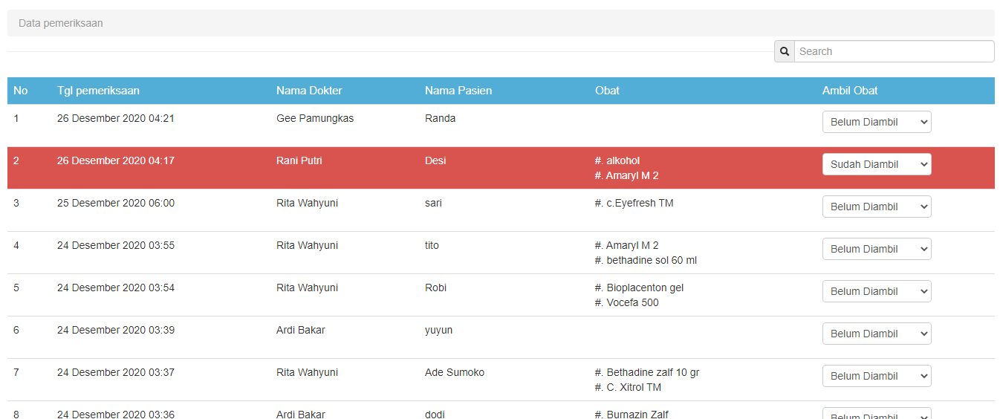 Data pemeriksaan
Search
No Tgl pemeriksaan Nama Dokter Nama Pasien Obat Ambil Obat
1 26 Desember 2020 04:21 Gee Pamungkas Randa Belum Diambil
2 26 Desember 2020 04:17 Rani Putri Desi #. alkohol Sudah Diambil
#. Amaryl M 2
3 25 Desember 2020 06:00 Rita Wahyuni sari #. c.Eyefresh TM Belum Diambil
4 24 Desember 2020 03:55 Rita Wahyuni tito #. Amaryl M 2 Belum Diambil
#. bethadine sol 60 ml
5 24 Desember 2020 03:54 Rita Wahyuni Robi #. Bioplacenton gel Belum Diambil
#. Vocefa 500
6 24 Desember 2020 03:39 Ardi Bakar yuyun Belum Diambil
7 24 Desember 2020 03:37 Rita Wahyuni Ade Sumoko #. Bethadine zalf 10 gr Belum Diambil
#. C. Xitrol TM
8 24 Desember 2020 03:36 Ardi Bakar dodi #. Burnazin Zalf Belum Diambil